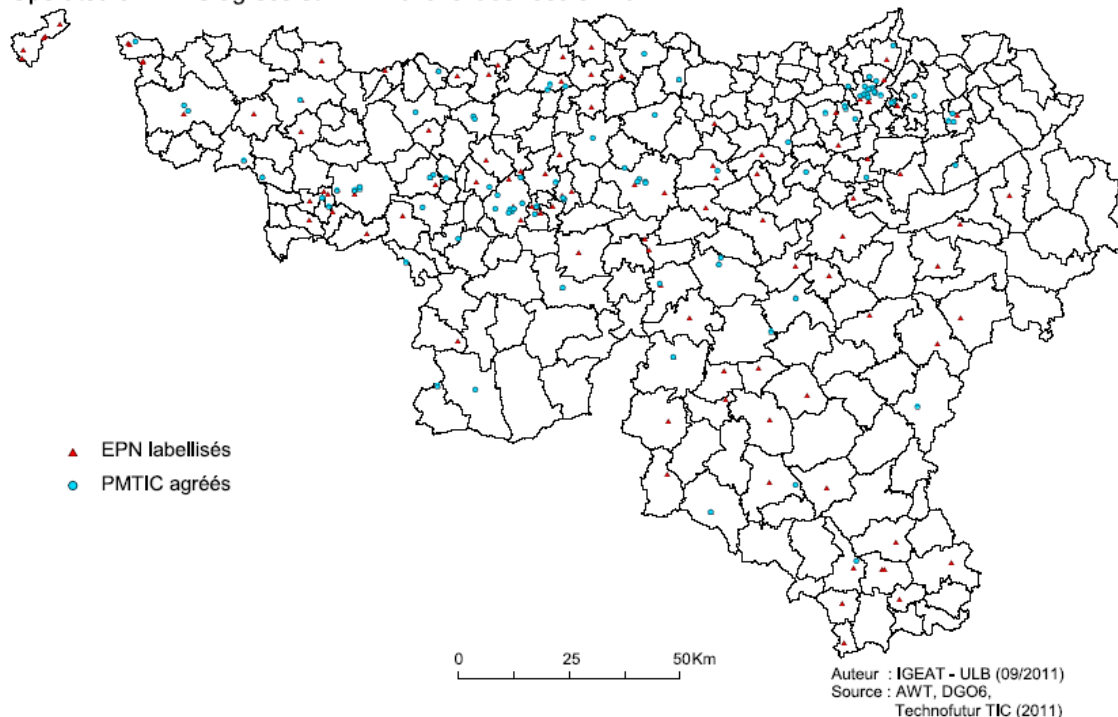 EPN labellisés
PMTIC agréés
0 25 50Km
Auteur : IGEAT - ULB (09/2011)
Source : AWT, DGO6,
Technofutur TIC (2011)